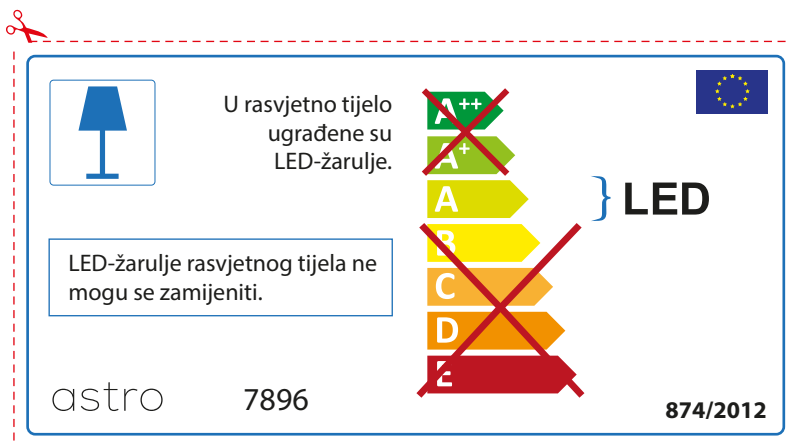 U rasvjetno tijelo
ugrađene su
LED-žarulje.
A++
A+
A
B
C
D
E
LED
LED-žarulje rasvjetnog tijela ne
mogu se zamijeniti.
astro
7896
874/2012